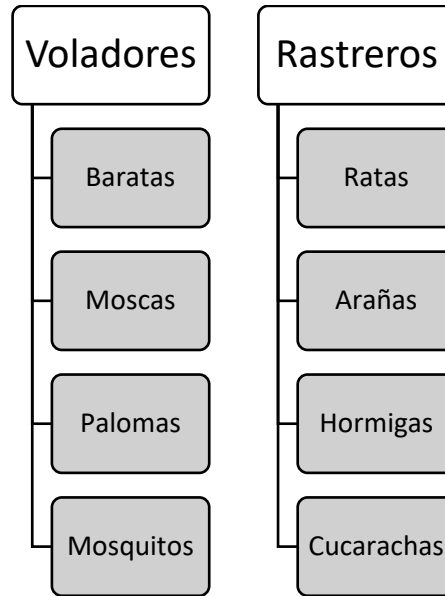 Voladores
Baratas
Moscas
Palomas
Mosquitos
Rastreros
Ratas
Arañas
Hormigas
Cucarachas